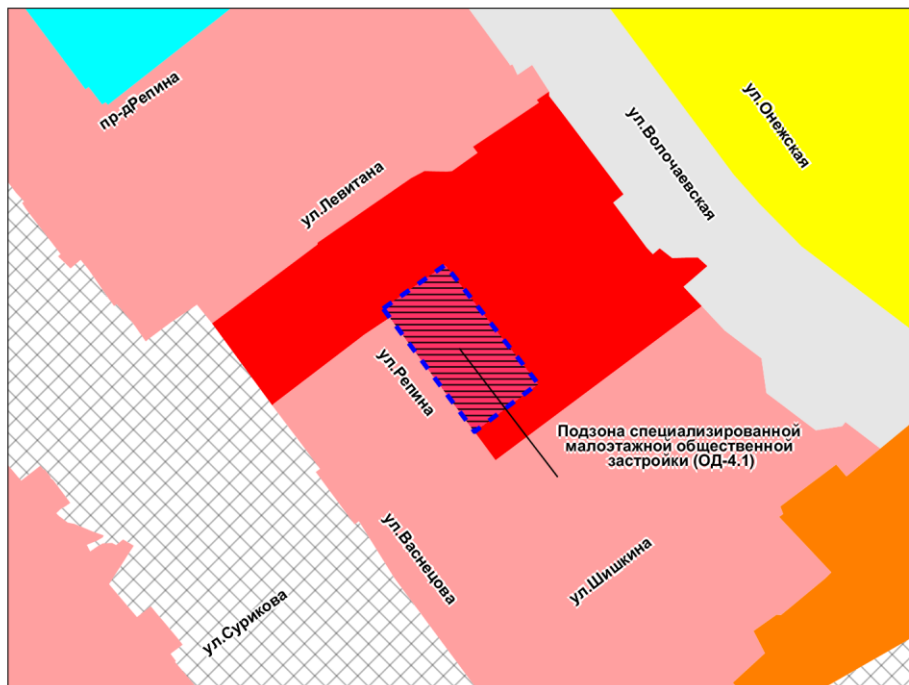 пр-дРепина
ул.Левитана
ул.Волочаевская
ул.Онежская
ул.Репина
Подзона специализированной
малоэтажной общественной
застройки (ОД-4.1)
ул.Васнецова
ул.Шишкина
ул.Сурикова